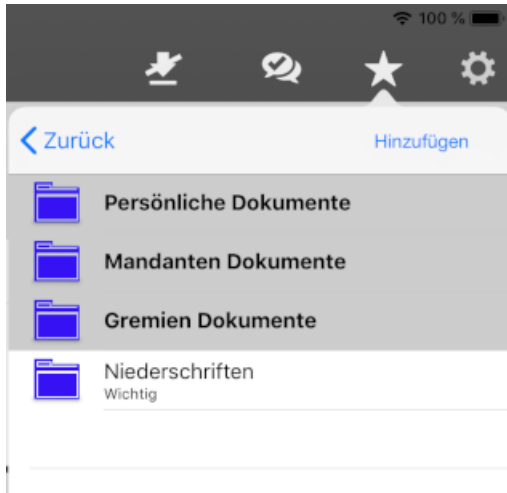 100 %
Zurück
Hinzufügen
Persönliche Dokumente
Mandanten Dokumente
Gremien Dokumente
Niederschriften
Wichtig